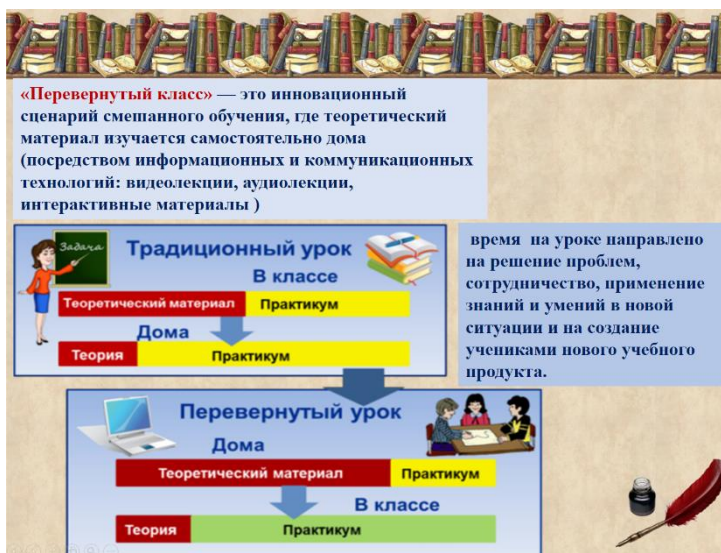 «Перевернутый класс» — это инновационный
сценарий смешанного обучения, где теоретический
материал изучается самостоятельно дома
(посредством информационных и коммуникационных
технологий: видеолекции, аудиолекции,
интерактивные материалы )
Задача
Традиционный урок
В классе
Теоретический материал Практикум
Дома
Теория Практикум
время на уроке направлено
на решение проблем,
сотрудничество, применение
знаний и умений в новой
ситуации и на создание
учениками нового учебного
продукта.
Перевернутый урок
Дома
Теоретический материал Практикум
В классе
Теория Практикум